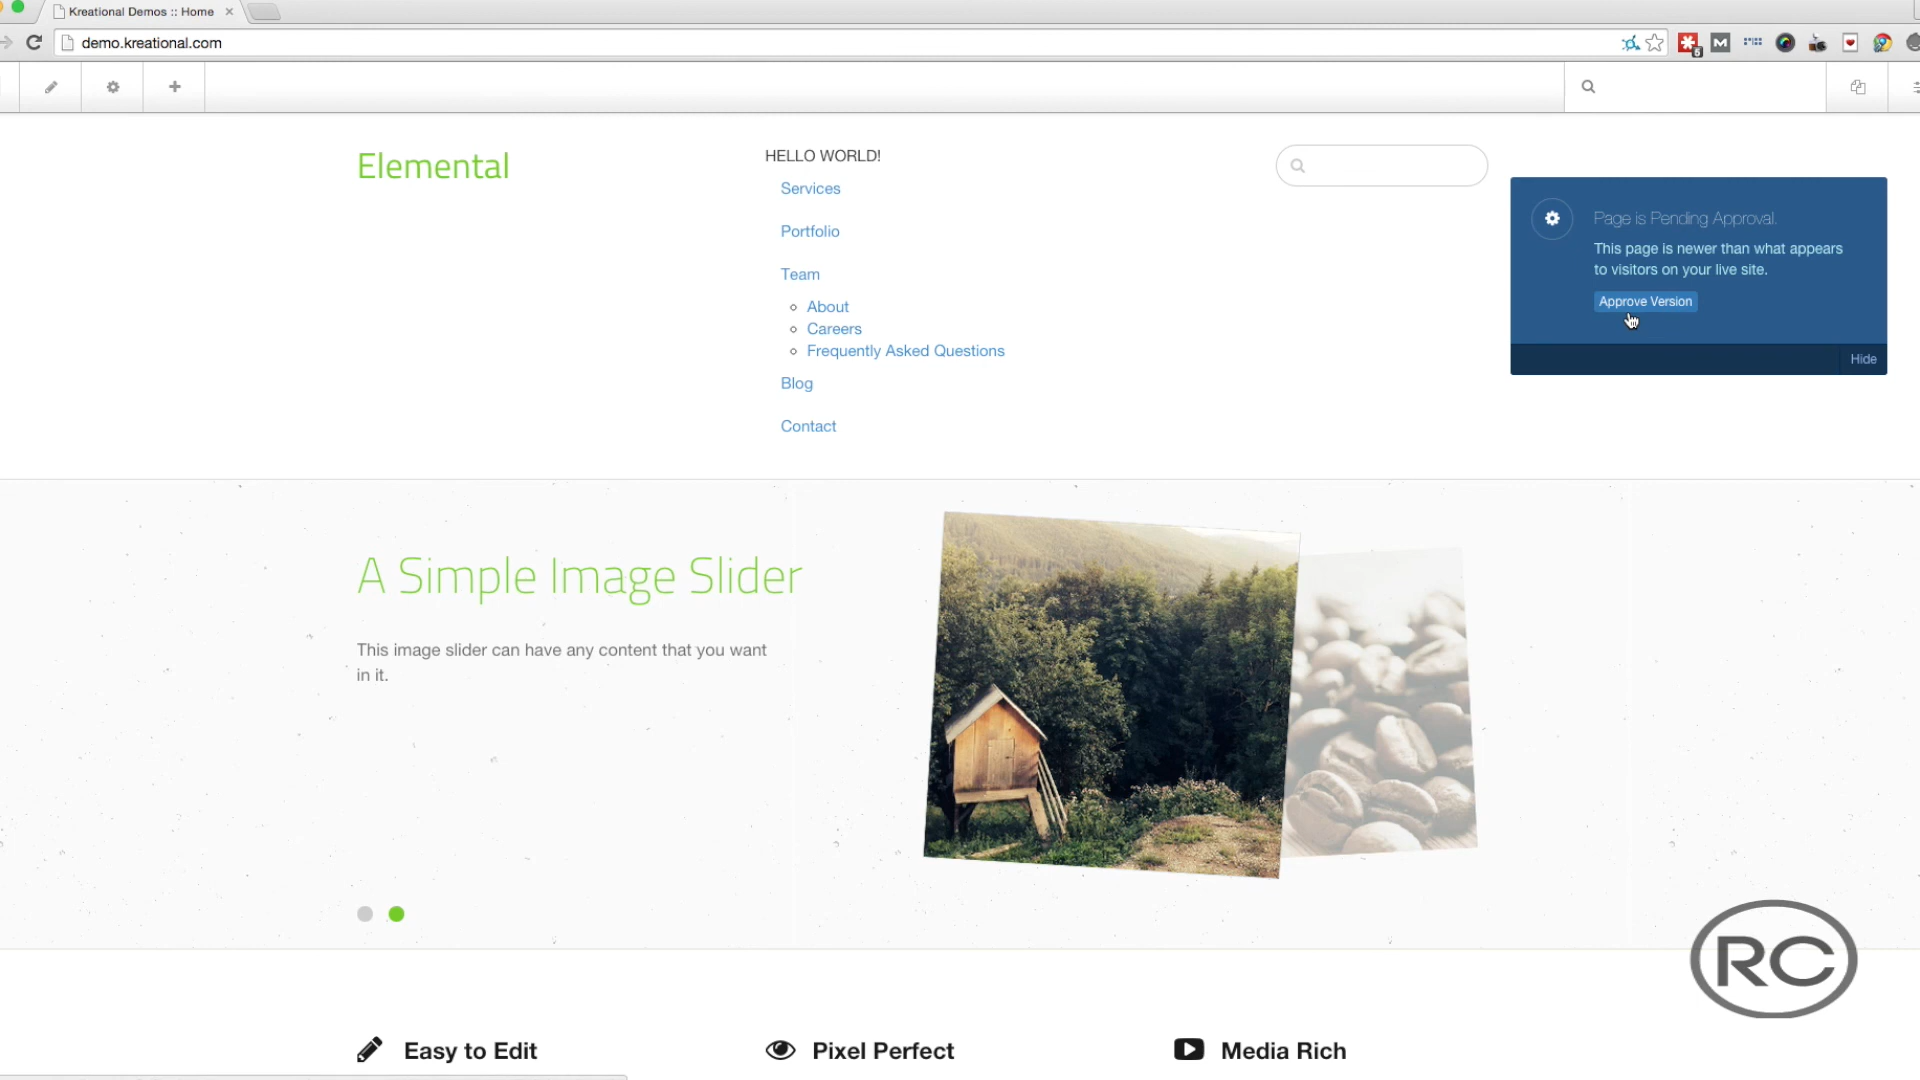 Kreational Demos :: Home
demo.kreational.com
5
M
Elemental
HELLO WORLD!
Services
Portfolio
Team
About
Careers
Frequently Asked Questions
Blog
Contact
Page is Pending Approval.
This page is newer than what appears
to visitors on your live site.
Approve Version
Hide
A Simple Image Slider
This image slider can have any content that you want
in it.
RC
Easy to Edit
Pixel Perfect
Media Rich